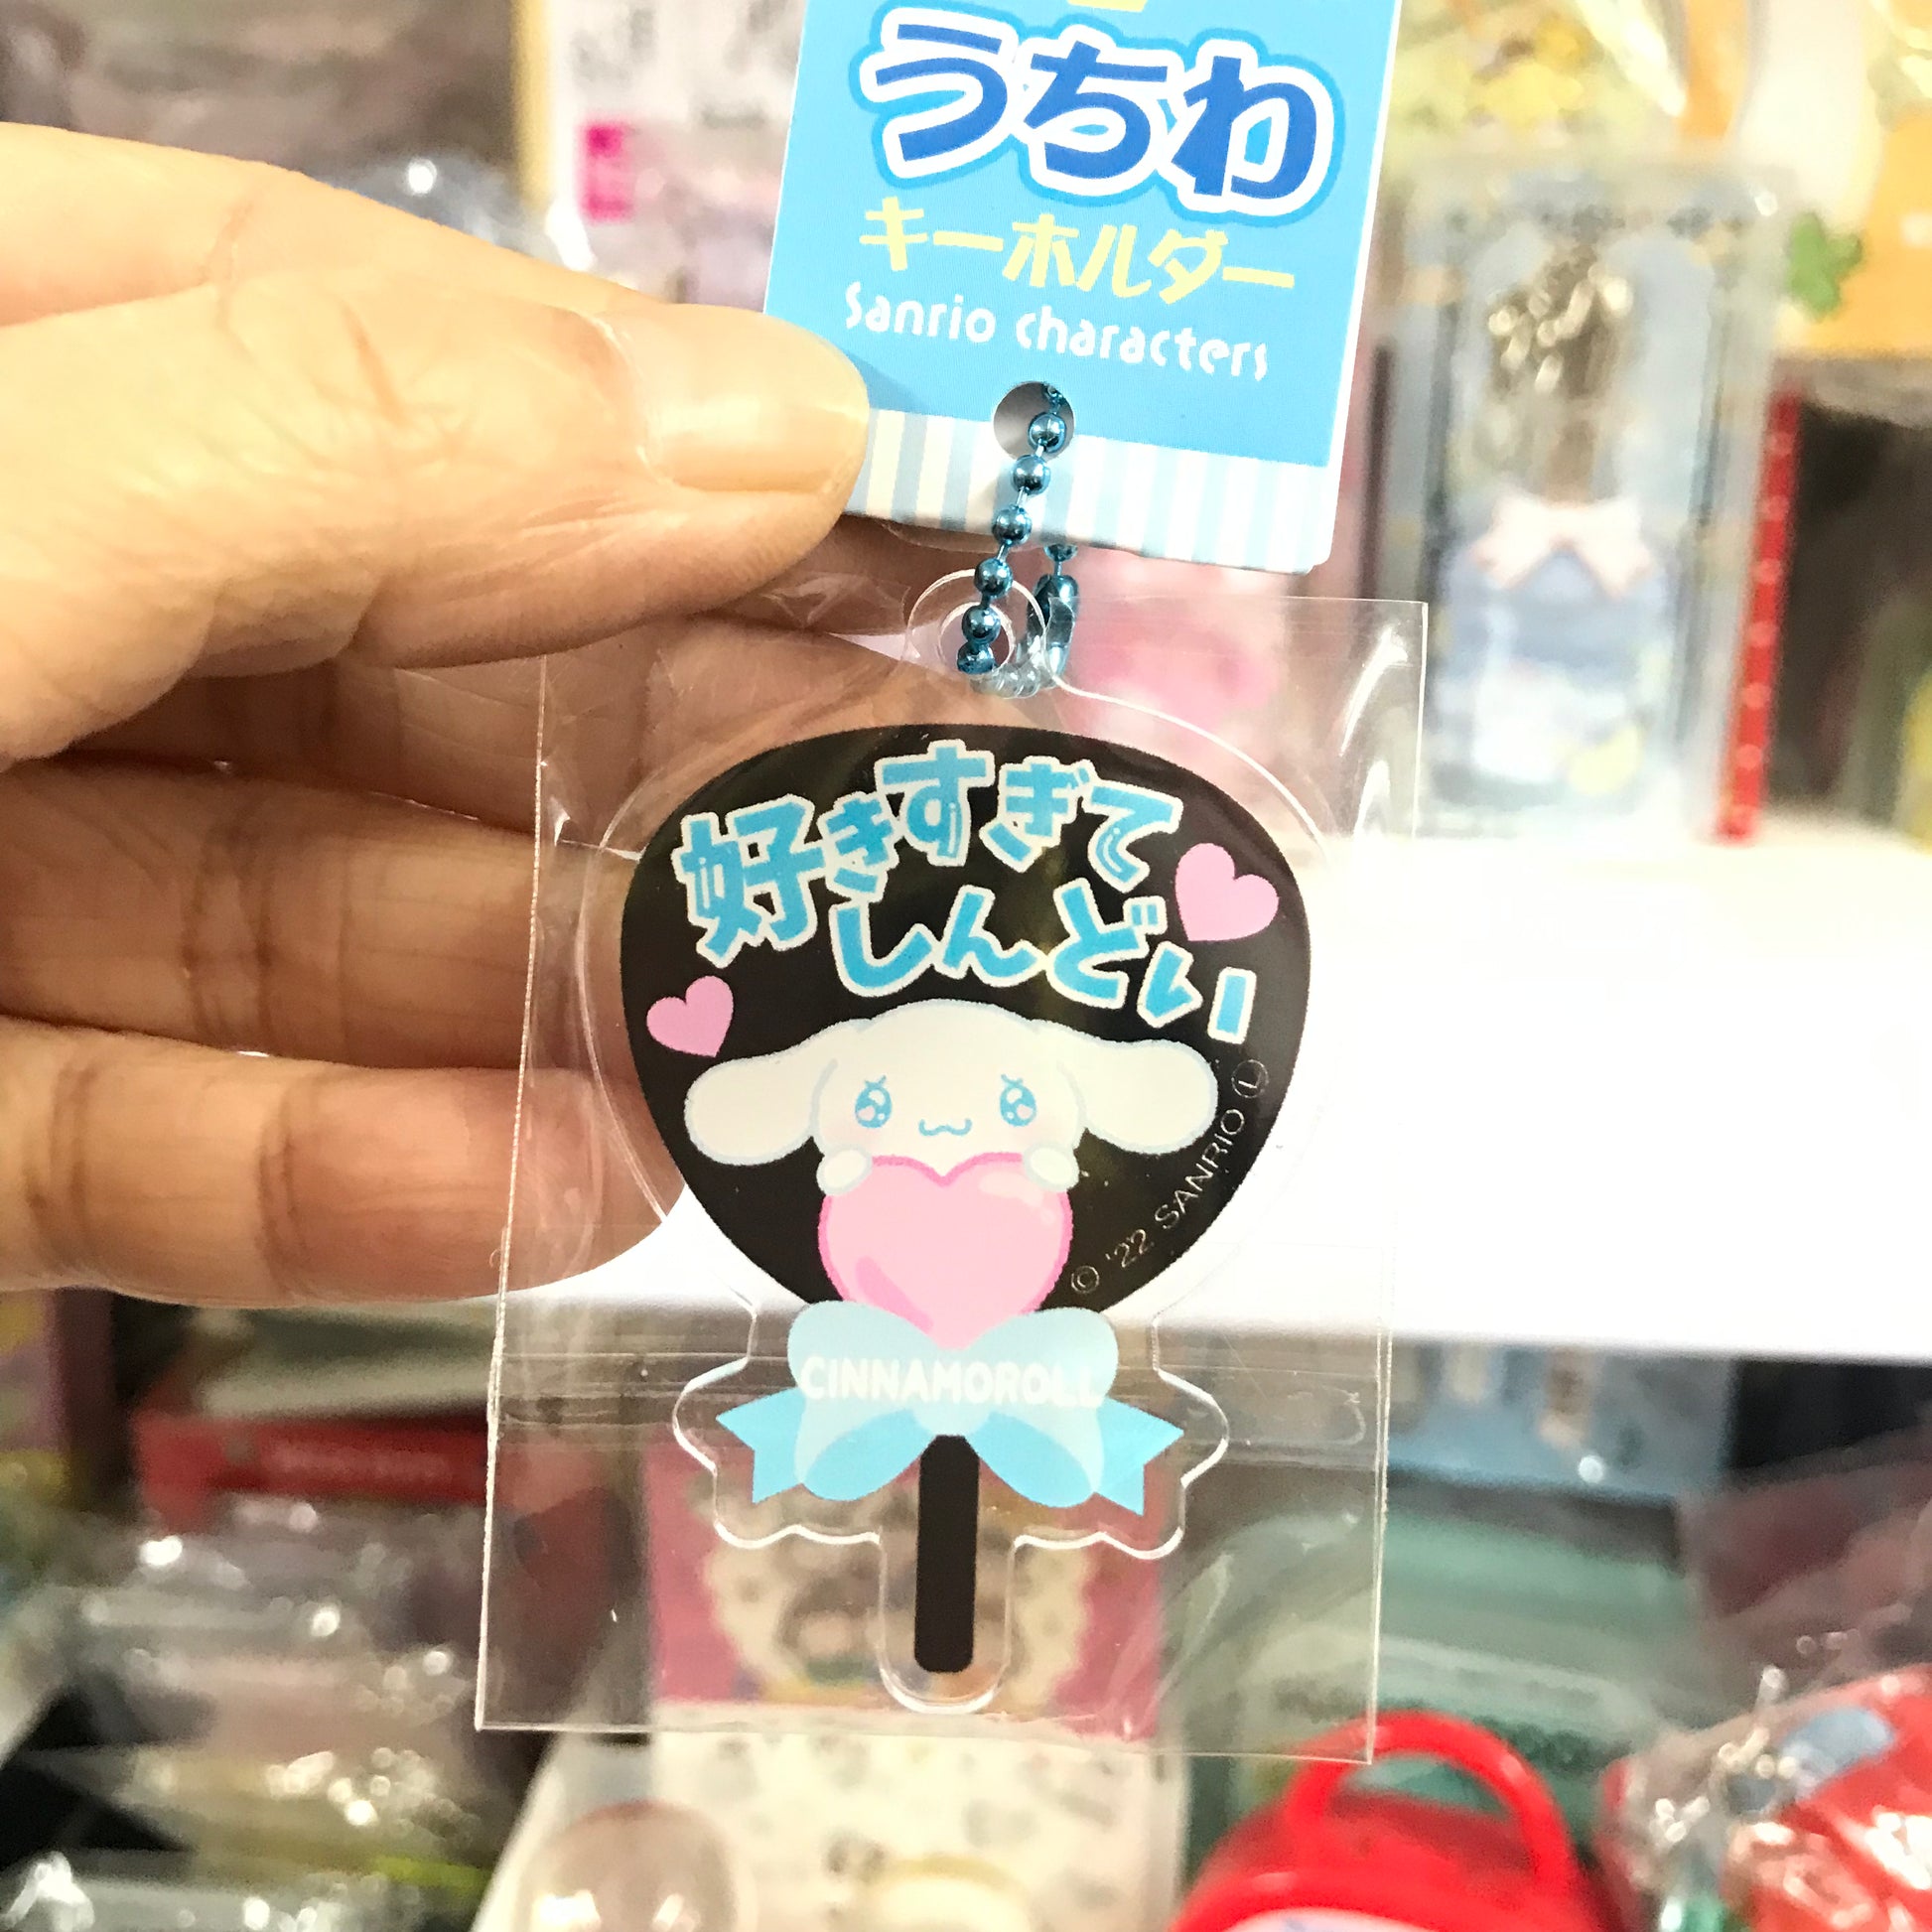 うちわ
キーホルダー
Sanrio characters
好きすぎて
しんどい
© '22 SANRIO Ⓛ
CINNAMOROLL